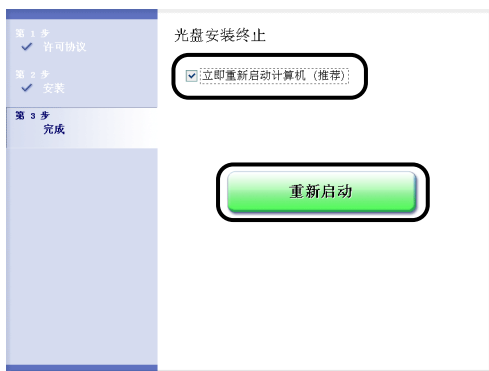 第 1 步
许可协议
第 2 步
安装
第 3 步
完成
光盘安装终止
立即重新启动计算机（推荐）
重新启动